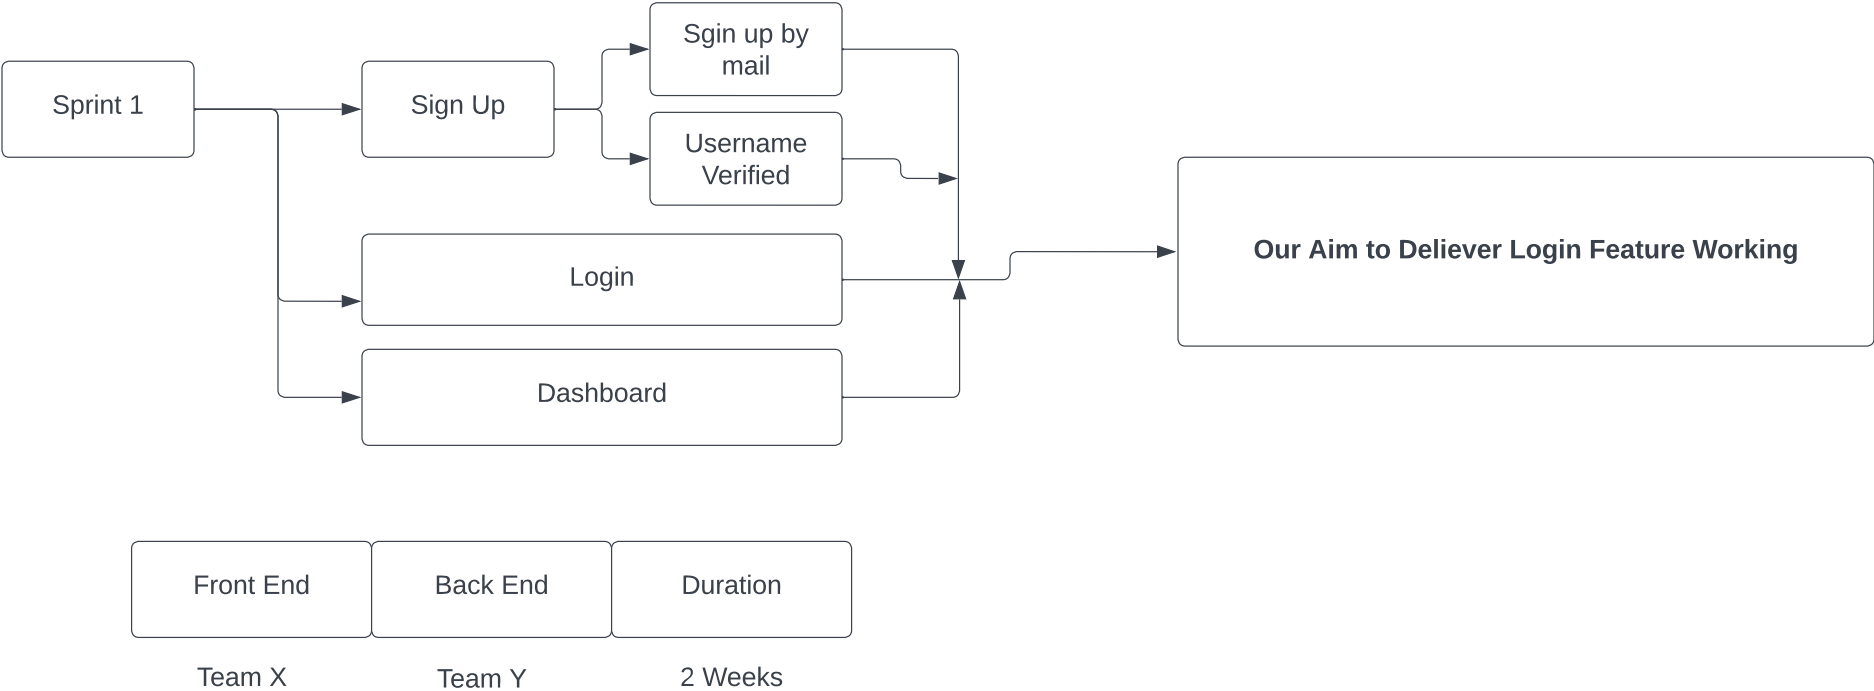 Sprint 1
Sign Up
Sgin up by
mail
Username
Verified
Login
Dashboard
Our Aim to Deliever Login Feature Working
Front End
Back End
Duration
Team X
Team Y
2 Weeks